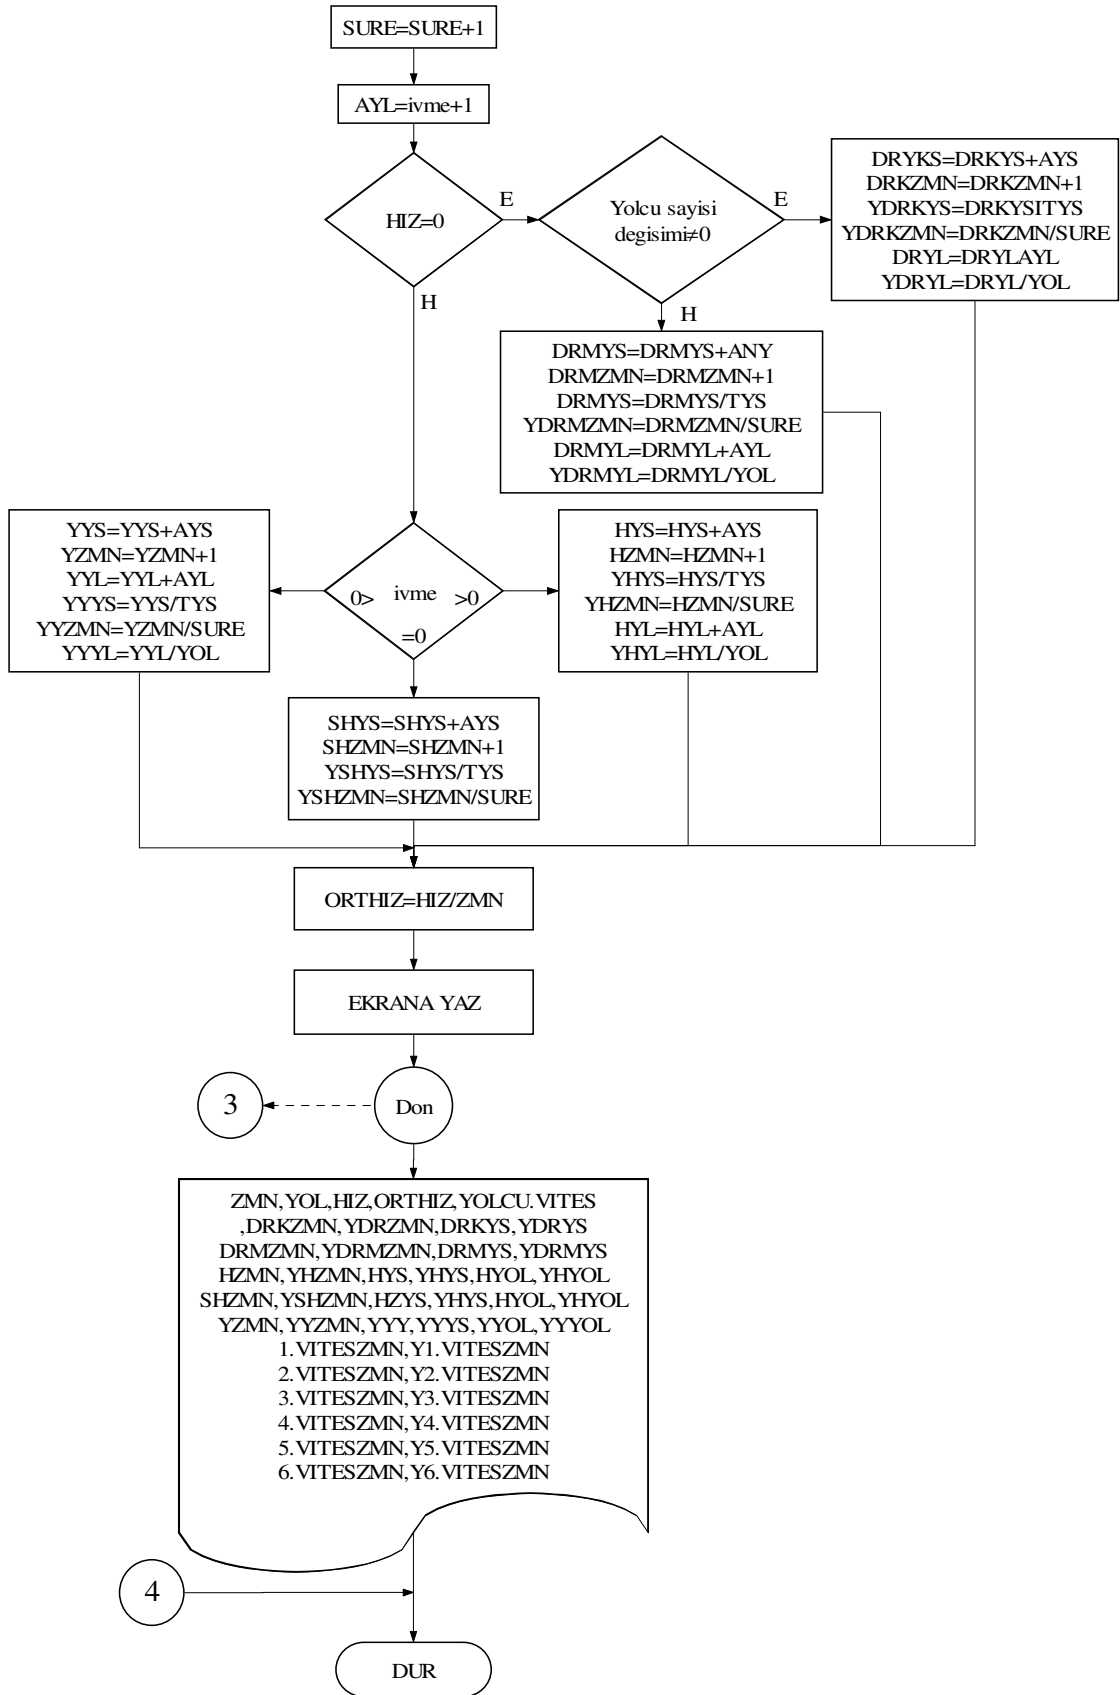 SURE=SURE+1
AYL=ivme+1
HIZ=0
E
H
Yolcu sayisi
degisimi≠0
E
H
DRYKS=DRKYS+AYS
DRKZMN=DRKZMN+1
YDRKYS=DRKYSITYS
YDRKZMN=DRKZMN/SURE
DRYL=DRYLAYL
YDRYL=DRYL/YOL
DRMYS=DRMYS+ANY
DRMZMN=DRMZMN+1
DRMYS=DRMYS/TYS
YDRMZMN=DRMZMN/SURE
DRMYL=DRMYL+AYL
YDRMYL=DRMYL/YOL
YYS=YYS+AYS
YZMN=YZMN+1
YYL=YYL+AYL
YYYS=YYS/TYS
YYZMN=YZMN/SURE
YYYL=YYL/YOL
0> ivme >0
=0
HYS=HYS+AYS
HZMN=HZMN+1
YHYS=HYS/TYS
YHZMN=HZMN/SURE
HYL=HYL+AYL
YHYL=HYL/YOL
SHYS=SHYS+AYS
SHZMN=SHZMN+1
YSHYS=SHYS/TYS
YSHZMN=SHZMN/SURE
ORTHIZ=HIZ/ZMN
EKRANA YAZ
3
Don
ZMN,YOL,HIZ,ORTHIZ,YOLCU.VITES
,DRKZMN,YDRZMN,DRKYS,YDRYS
DRMZMN,YDRMZMN,DRMYS,YDRMYS
HZMN,YHZMN,HYS,YHYS,HYOL,YHYOL
SHZMN,YSHZMN,HZYS,YHYS,HYOL,YHYOL
YZMN,YYZMN,YYY,YYYS,YYOL,YYYOL
1.VITESZMN,Y1.VITESZMN
2.VITESZMN,Y2.VITESZMN
3.VITESZMN,Y3.VITESZMN
4.VITESZMN,Y4.VITESZMN
5.VITESZMN,Y5.VITESZMN
6.VITESZMN,Y6.VITESZMN
4
DUR